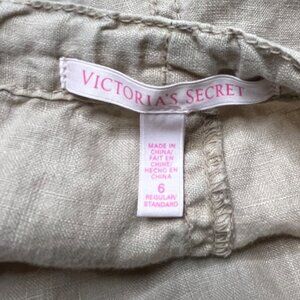 VICTORIA'S SECRET
MADE IN
CHINA/
FAIT EN
CHINE/
HECHO EN
CHINA
6
REGULAR/
STANDARD